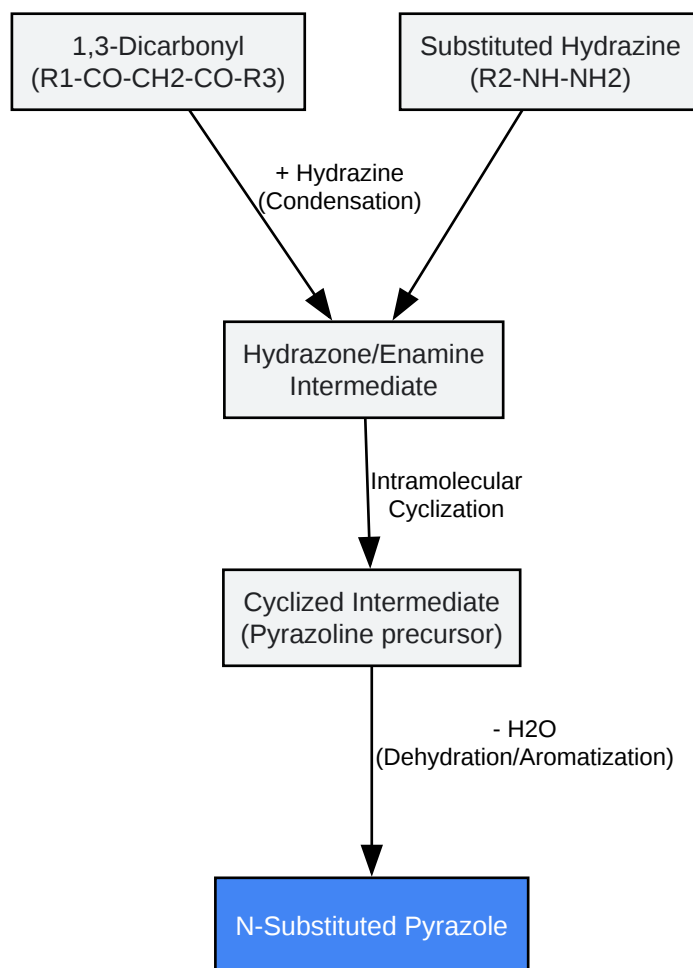 1,3-Dicarbonyl
(R1-CO-CH2-CO-R3)
Substituted Hydrazine
(R2-NH-NH2)
+ Hydrazine
(Condensation)
Hydrazone/Enamine
Intermediate
Intramolecular
Cyclization
Cyclized Intermediate
(Pyrazoline precursor)
- H2O
(Dehydration/Aromatization)
N-Substituted Pyrazole